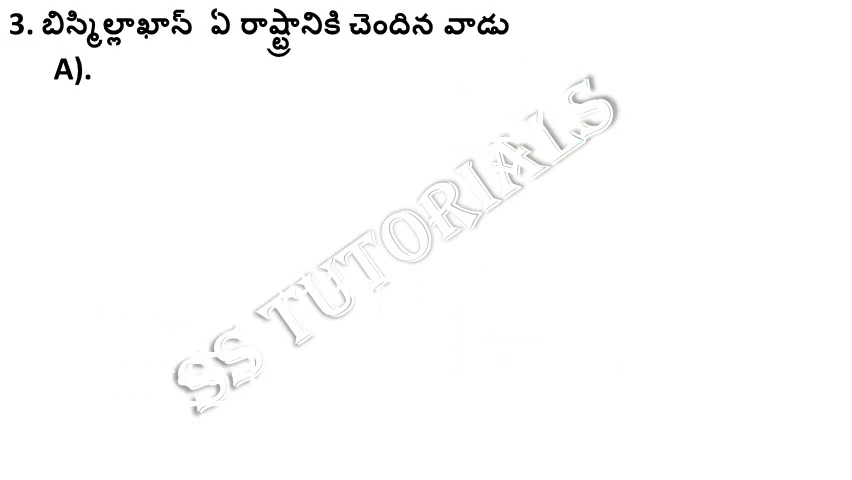 3. బిస్మిల్లాఖాన్ ఏ రాష్ట్రానికి చెందిన వాడు
A).
SS TUTORIALS